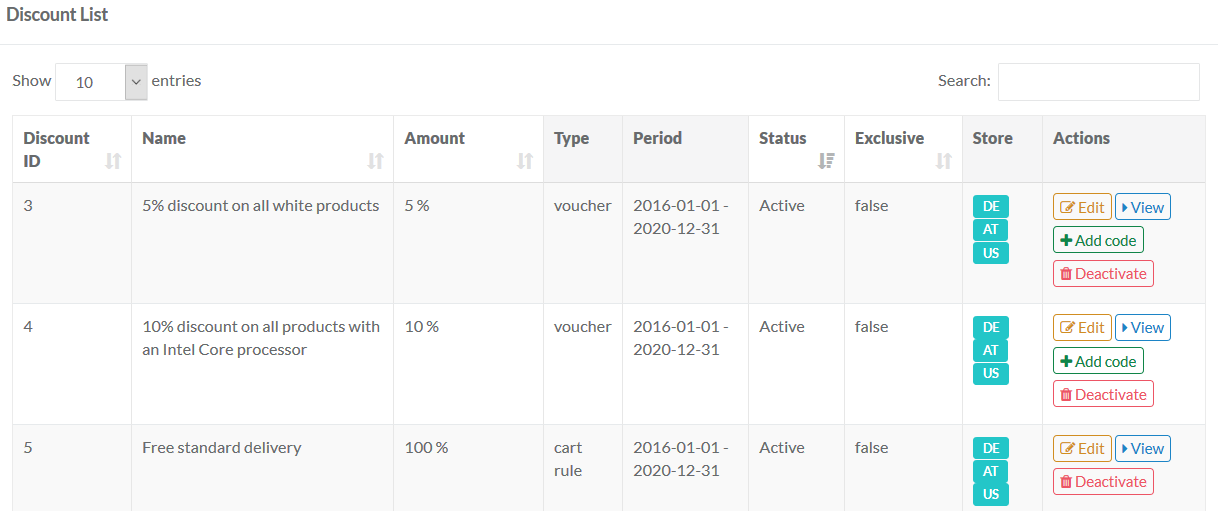 Discount List
Show 10 entries Search:
Discount ID Name Amount Type Period Status Exclusive Store Actions
3 5% discount on all white products 5 % voucher 2016-01-01 - Active false DE Edit View
2020-12-31 AT Add code
US Deactivate
4 10% discount on all products with 10 % voucher 2016-01-01 - Active false DE Edit View
an Intel Core processor 2020-12-31 AT Add code
US Deactivate
5 Free standard delivery 100 % cart 2016-01-01 - Active false DE Edit View
rule 2020-12-31 AT Deactivate
US